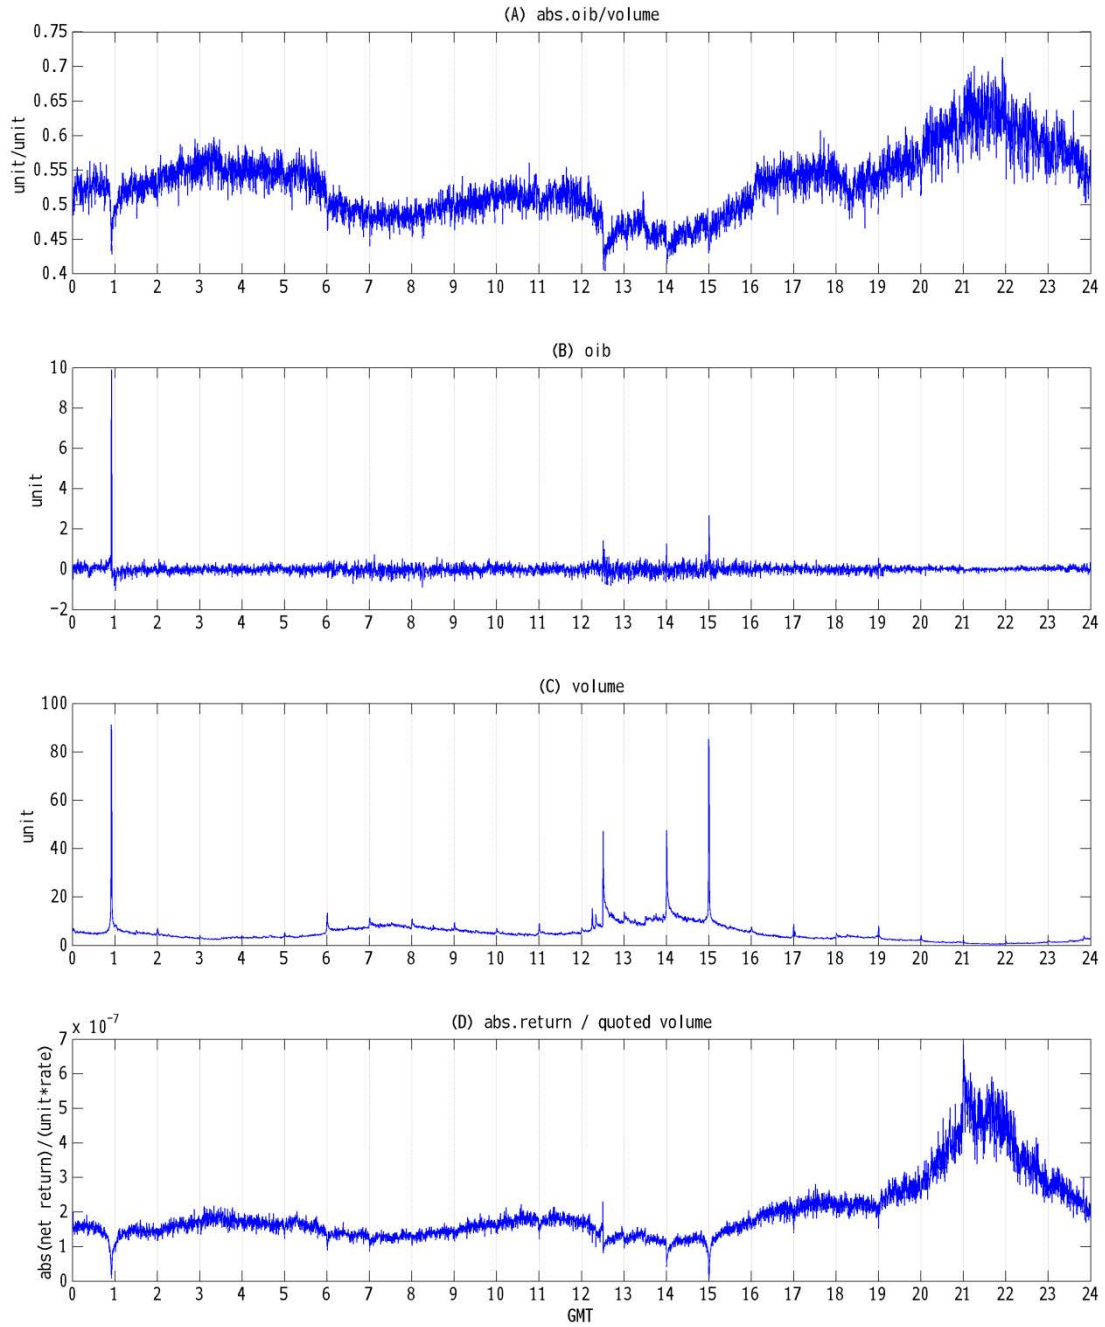 (A) abs.oib/volume
0.75
0.7
0.65
0.6
0.55
0.5
0.45
0.4
unit/unit
0 1 2 3 4 5 6 7 8 9 10 11 12 13 14 15 16 17 18 19 20 21 22 23 24
(B) oib
10
8
6
4
2
0
-2
unit
0 1 2 3 4 5 6 7 8 9 10 11 12 13 14 15 16 17 18 19 20 21 22 23 24
(C) volume
100
80
60
40
20
0
unit
0 1 2 3 4 5 6 7 8 9 10 11 12 13 14 15 16 17 18 19 20 21 22 23 24
(D) abs.return / quoted volume
x 10^-7
7
6
5
4
3
2
1
0
abs(net return)/(unit*rate)
0 1 2 3 4 5 6 7 8 9 10 11 12 13 14 15 16 17 18 19 20 21 22 23 24
GMT